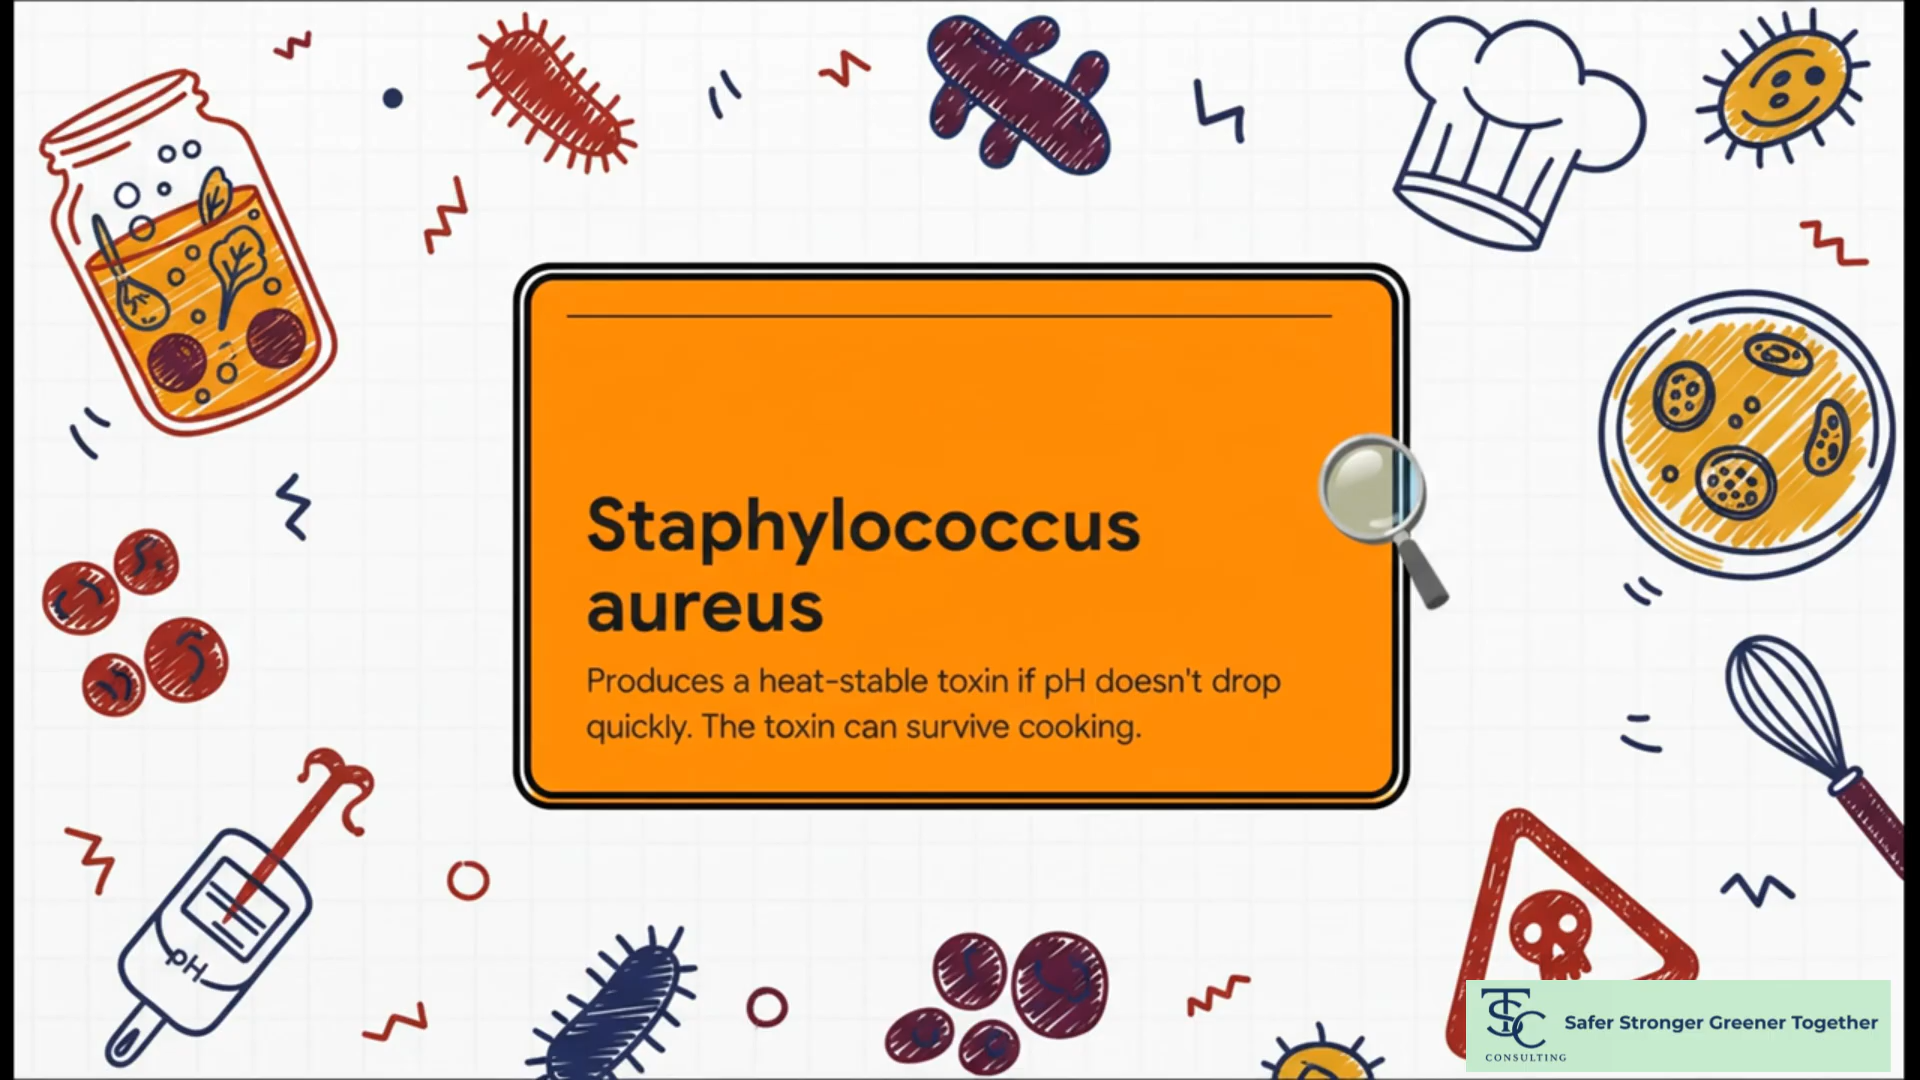 Staphylococcus
aureus
Produces a heat-stable toxin if pH doesn't drop
quickly. The toxin can survive cooking.
pH
TSC
CONSULTING
Safer Stronger Greener Together